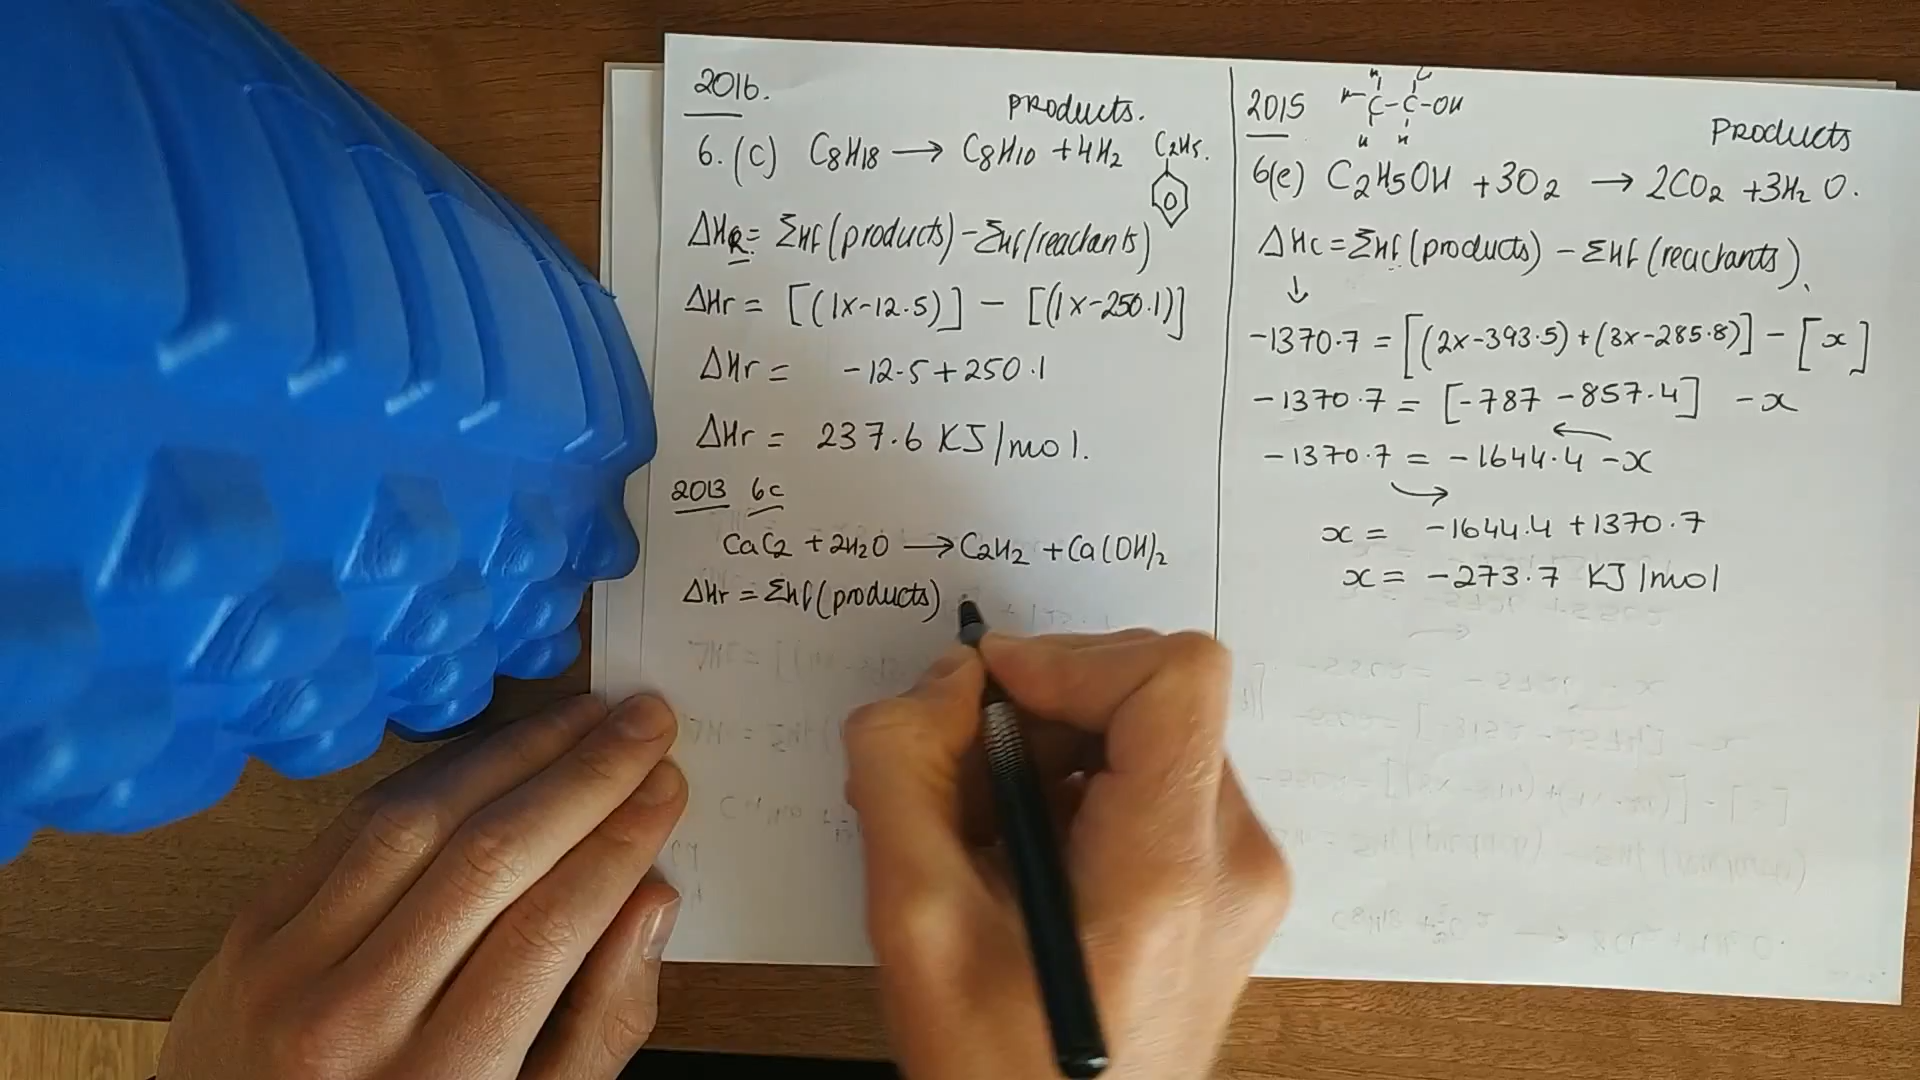 2016.
PRODUCTS.
6. (C) C8H18 → C8H10 + 4H2 C2H5.
ΔHR = ΣHf (products) - ΣHf (reactants)
ΔHr = [(1x-12.5)] - [(1x-250.1)]
ΔHr = -12.5 + 250.1
ΔHr = 237.6 KJ/mol.
2013 6c
CaC2 + 2H2O → C2H2 + Ca(OH)2
ΔHr = ΣHf (products)
2015 H-C-C-OH
H H
PRODUCTS
6(e) C2H5OH + 3O2 → 2CO2 + 3H2O.
ΔHc = ΣHf (products) - ΣHf (reactants).
↓
-1370.7 = [(2x-393.5) + (3x-285.8)] - [x]
-1370.7 = [-787 - 857.4] - x
-1370.7 = -1644.4 - x
x = -1644.4 + 1370.7
x = -273.7 KJ/mol